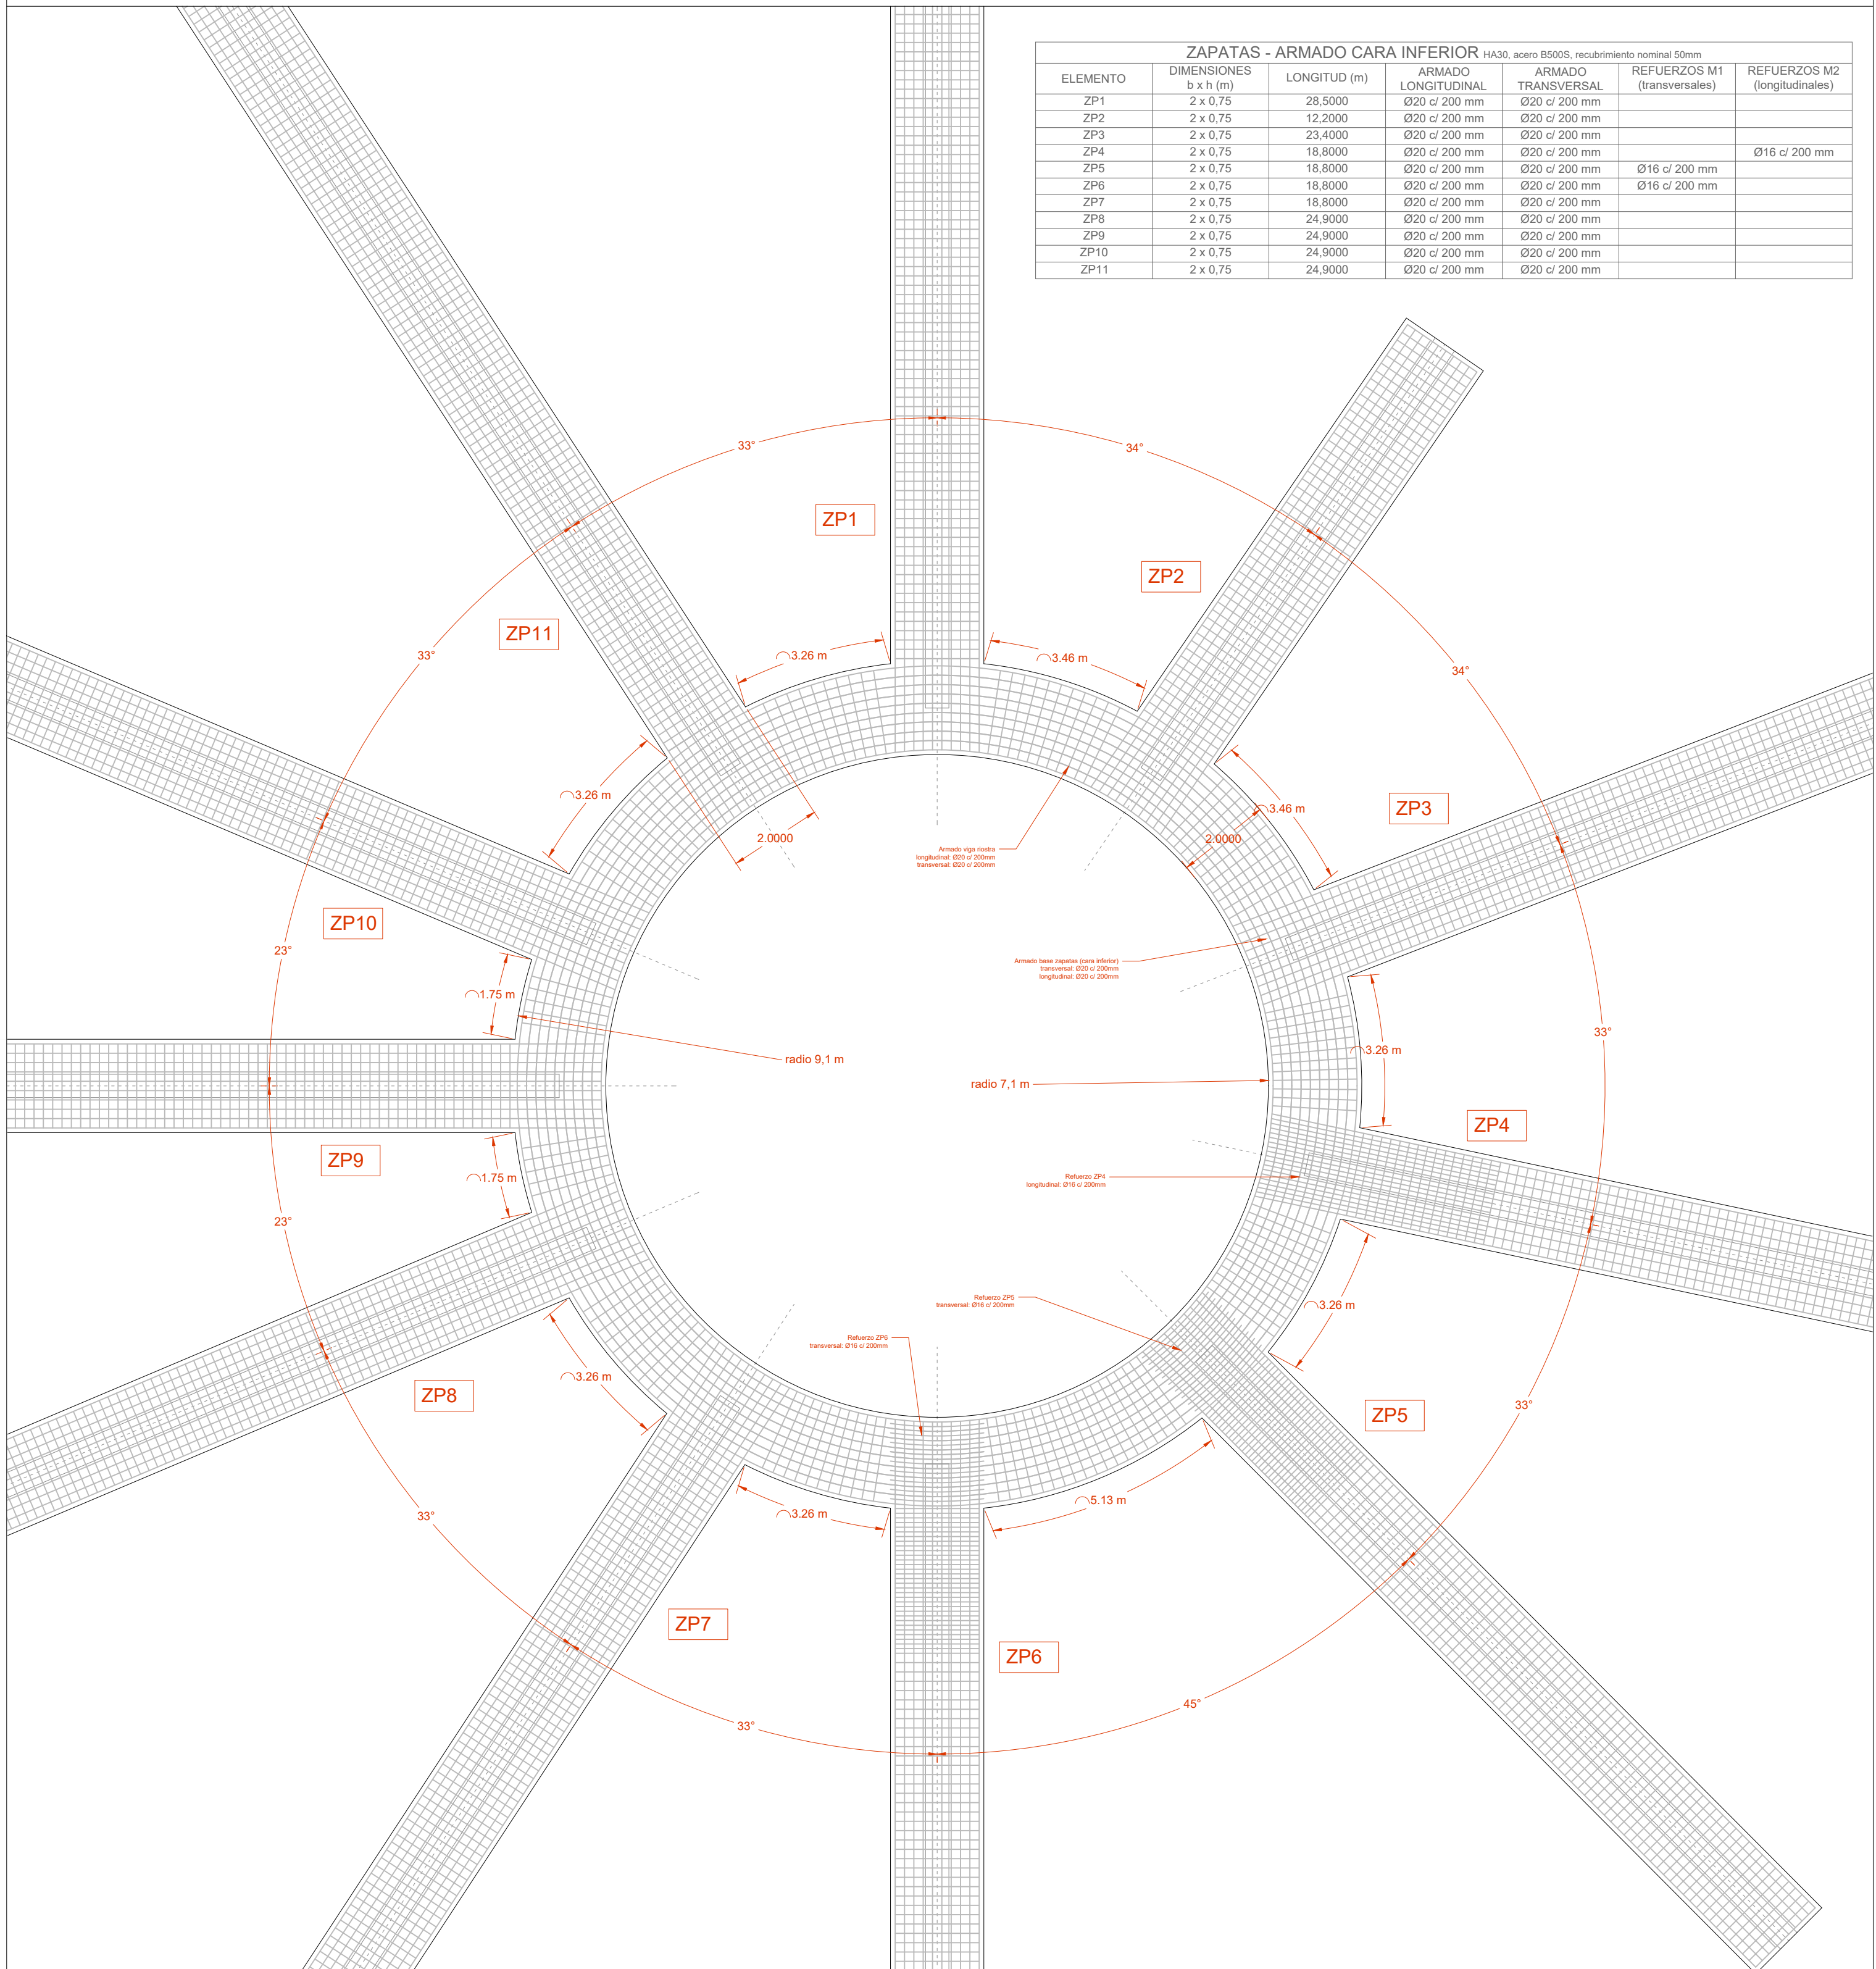 ZAPATAS - ARMADO CARA INFERIOR HA30, acero B500S, recubrimiento nominal 50mm
ELEMENTO DIMENSIONES b x h (m) LONGITUD (m) ARMADO LONGITUDINAL ARMADO TRANSVERSAL REFUERZOS M1 (transversales) REFUERZOS M2 (longitudinales)
ZP1 2 x 0,75 28,5000 Ø20 c/ 200 mm Ø20 c/ 200 mm
ZP2 2 x 0,75 12,2000 Ø20 c/ 200 mm Ø20 c/ 200 mm
ZP3 2 x 0,75 23,4000 Ø20 c/ 200 mm Ø20 c/ 200 mm
ZP4 2 x 0,75 18,8000 Ø20 c/ 200 mm Ø20 c/ 200 mm Ø16 c/ 200 mm
ZP5 2 x 0,75 18,8000 Ø20 c/ 200 mm Ø20 c/ 200 mm Ø16 c/ 200 mm
ZP6 2 x 0,75 18,8000 Ø20 c/ 200 mm Ø20 c/ 200 mm Ø16 c/ 200 mm
ZP7 2 x 0,75 18,8000 Ø20 c/ 200 mm Ø20 c/ 200 mm
ZP8 2 x 0,75 24,9000 Ø20 c/ 200 mm Ø20 c/ 200 mm
ZP9 2 x 0,75 24,9000 Ø20 c/ 200 mm Ø20 c/ 200 mm
ZP10 2 x 0,75 24,9000 Ø20 c/ 200 mm Ø20 c/ 200 mm
ZP11 2 x 0,75 24,9000 Ø20 c/ 200 mm Ø20 c/ 200 mm
33°
34°
ZP1
ZP2
ZP11
33°
3.26 m
3.46 m
34°
3.26 m
3.46 m
ZP3
2.0000
2.0000
Armado viga riostra
longitudinal: Ø20 c/ 200mm
transversal: Ø20 c/ 200mm
ZP10
23°
Armado base zapatas (cara inferior)
transversal: Ø20 c/ 200mm
longitudinal: Ø20 c/ 200mm
1.75 m
33°
3.26 m
radio 9,1 m
radio 7,1 m
ZP4
ZP9
1.75 m
Refuerzo ZP4
longitudinal: Ø16 c/ 200mm
23°
Refuerzo ZP5
transversal: Ø16 c/ 200mm
3.26 m
Refuerzo ZP6
transversal: Ø16 c/ 200mm
3.26 m
ZP8
ZP5
33°
33°
3.26 m
5.13 m
ZP7
ZP6
45°
33°